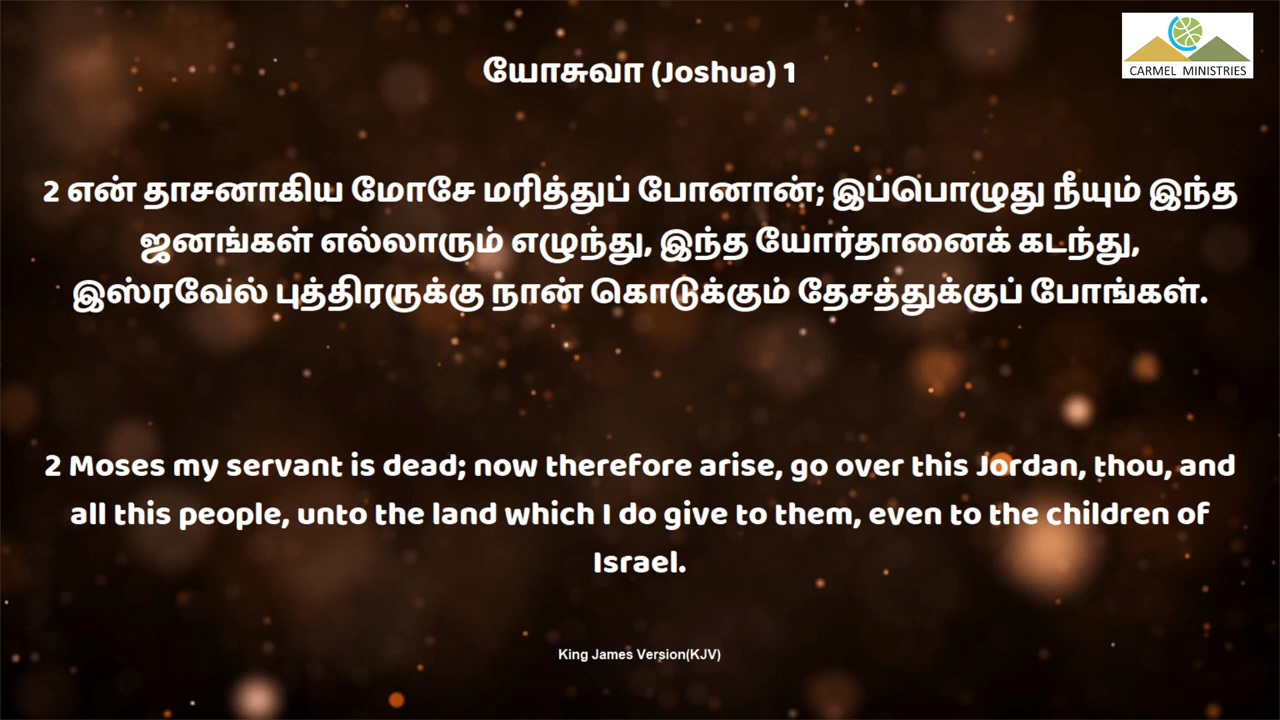 CARMEL MINISTRIES
யோசுவா (Joshua) 1
2 என் தாசனாகிய மோசே மரித்துப் போனான்; இப்பொழுது நீயும் இந்த
ஜனங்கள் எல்லாரும் எழுந்து, இந்த யோர்தானைக் கடந்து,
இஸ்ரவேல் புத்திரருக்கு நான் கொடுக்கும் தேசத்துக்குப் போங்கள்.
2 Moses my servant is dead; now therefore arise, go over this Jordan, thou, and
all this people, unto the land which I do give to them, even to the children of
Israel.
King James Version(KJV)